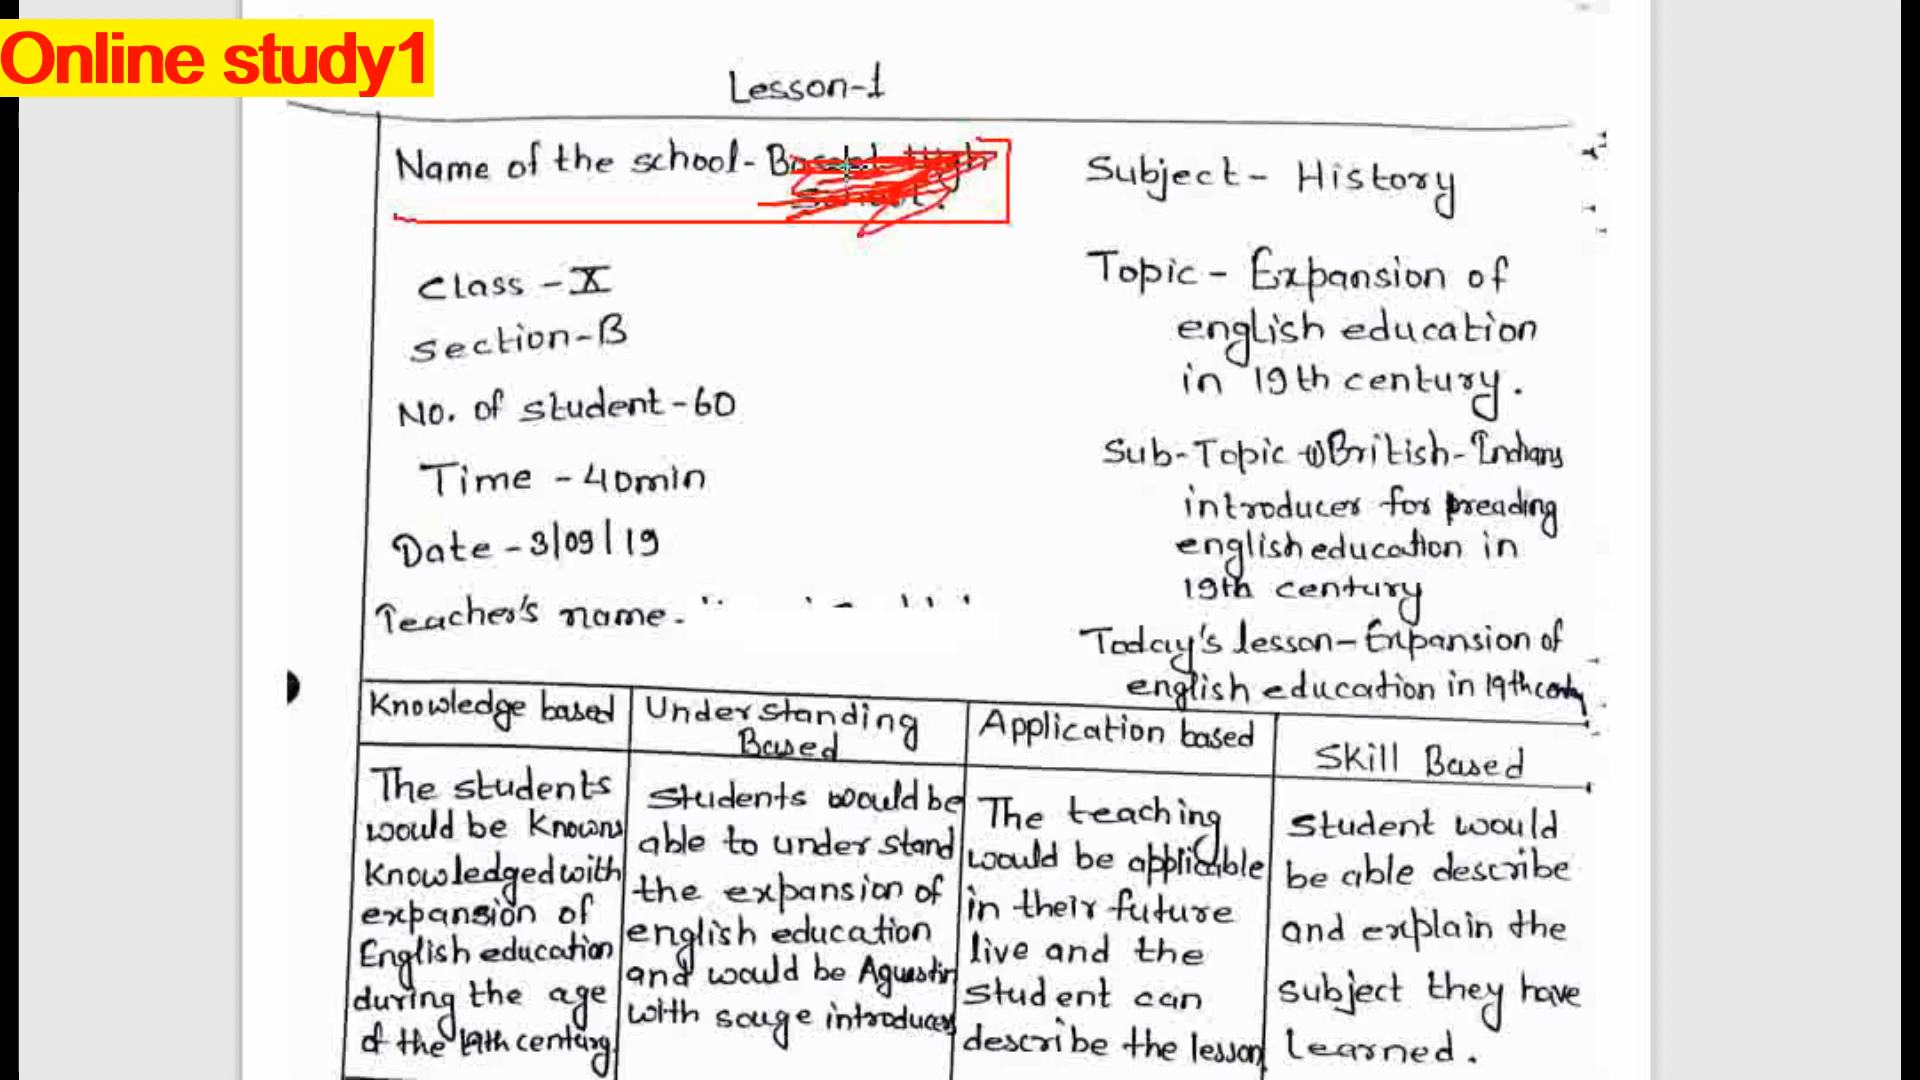 Online study1
Lesson-1
Name of the school-
Subject- History
Class - X
Section-B
No. of student-60
Time - 40min
Date - 3/09/19
Teacher's name.
Topic - Expansion of
english education
in 19th century.
Sub-Topic (i) British-Indians
introducer for preading
english education in
19th century
Today's lesson- Expansion of
english education in 19th
Knowledge based
The students
would be Knowns
Knowledged with
expansion of
English education
during the age
of the 19th century
Understanding
Based
Students would be
able to under stand
the expansion of
english education
and would be
with introducers
Application based
The teaching
would be applicable
in their future
live and the
student can
describe the lesson
Skill Based
Student would
be able describe
and explain the
subject they have
learned.